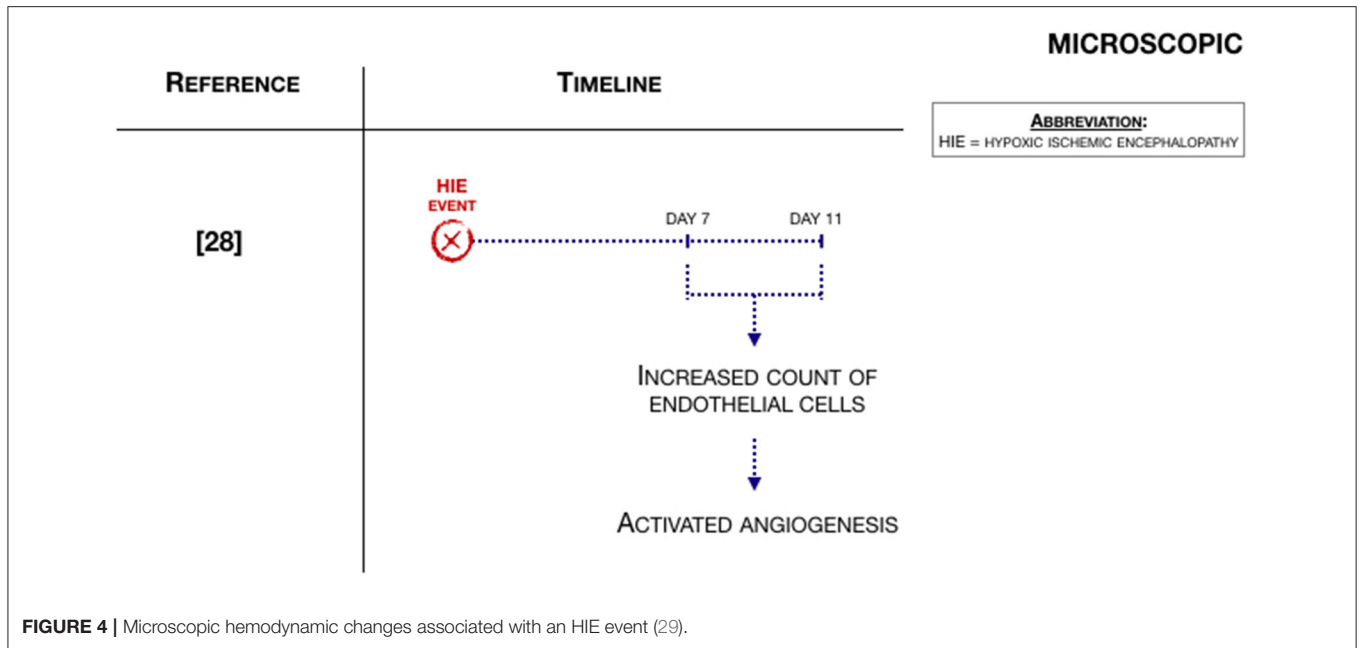 MICROSCOPIC
REFERENCE
TIMELINE
ABBREVIATION:
HIE = HYPOXIC ISCHEMIC ENCEPHALOPATHY
HIE
EVENT
DAY 7
DAY 11
[28]
INCREASED COUNT OF
ENDOTHELIAL CELLS
ACTIVATED ANGIOGENESIS
FIGURE 4 | Microscopic hemodynamic changes associated with an HIE event (29).